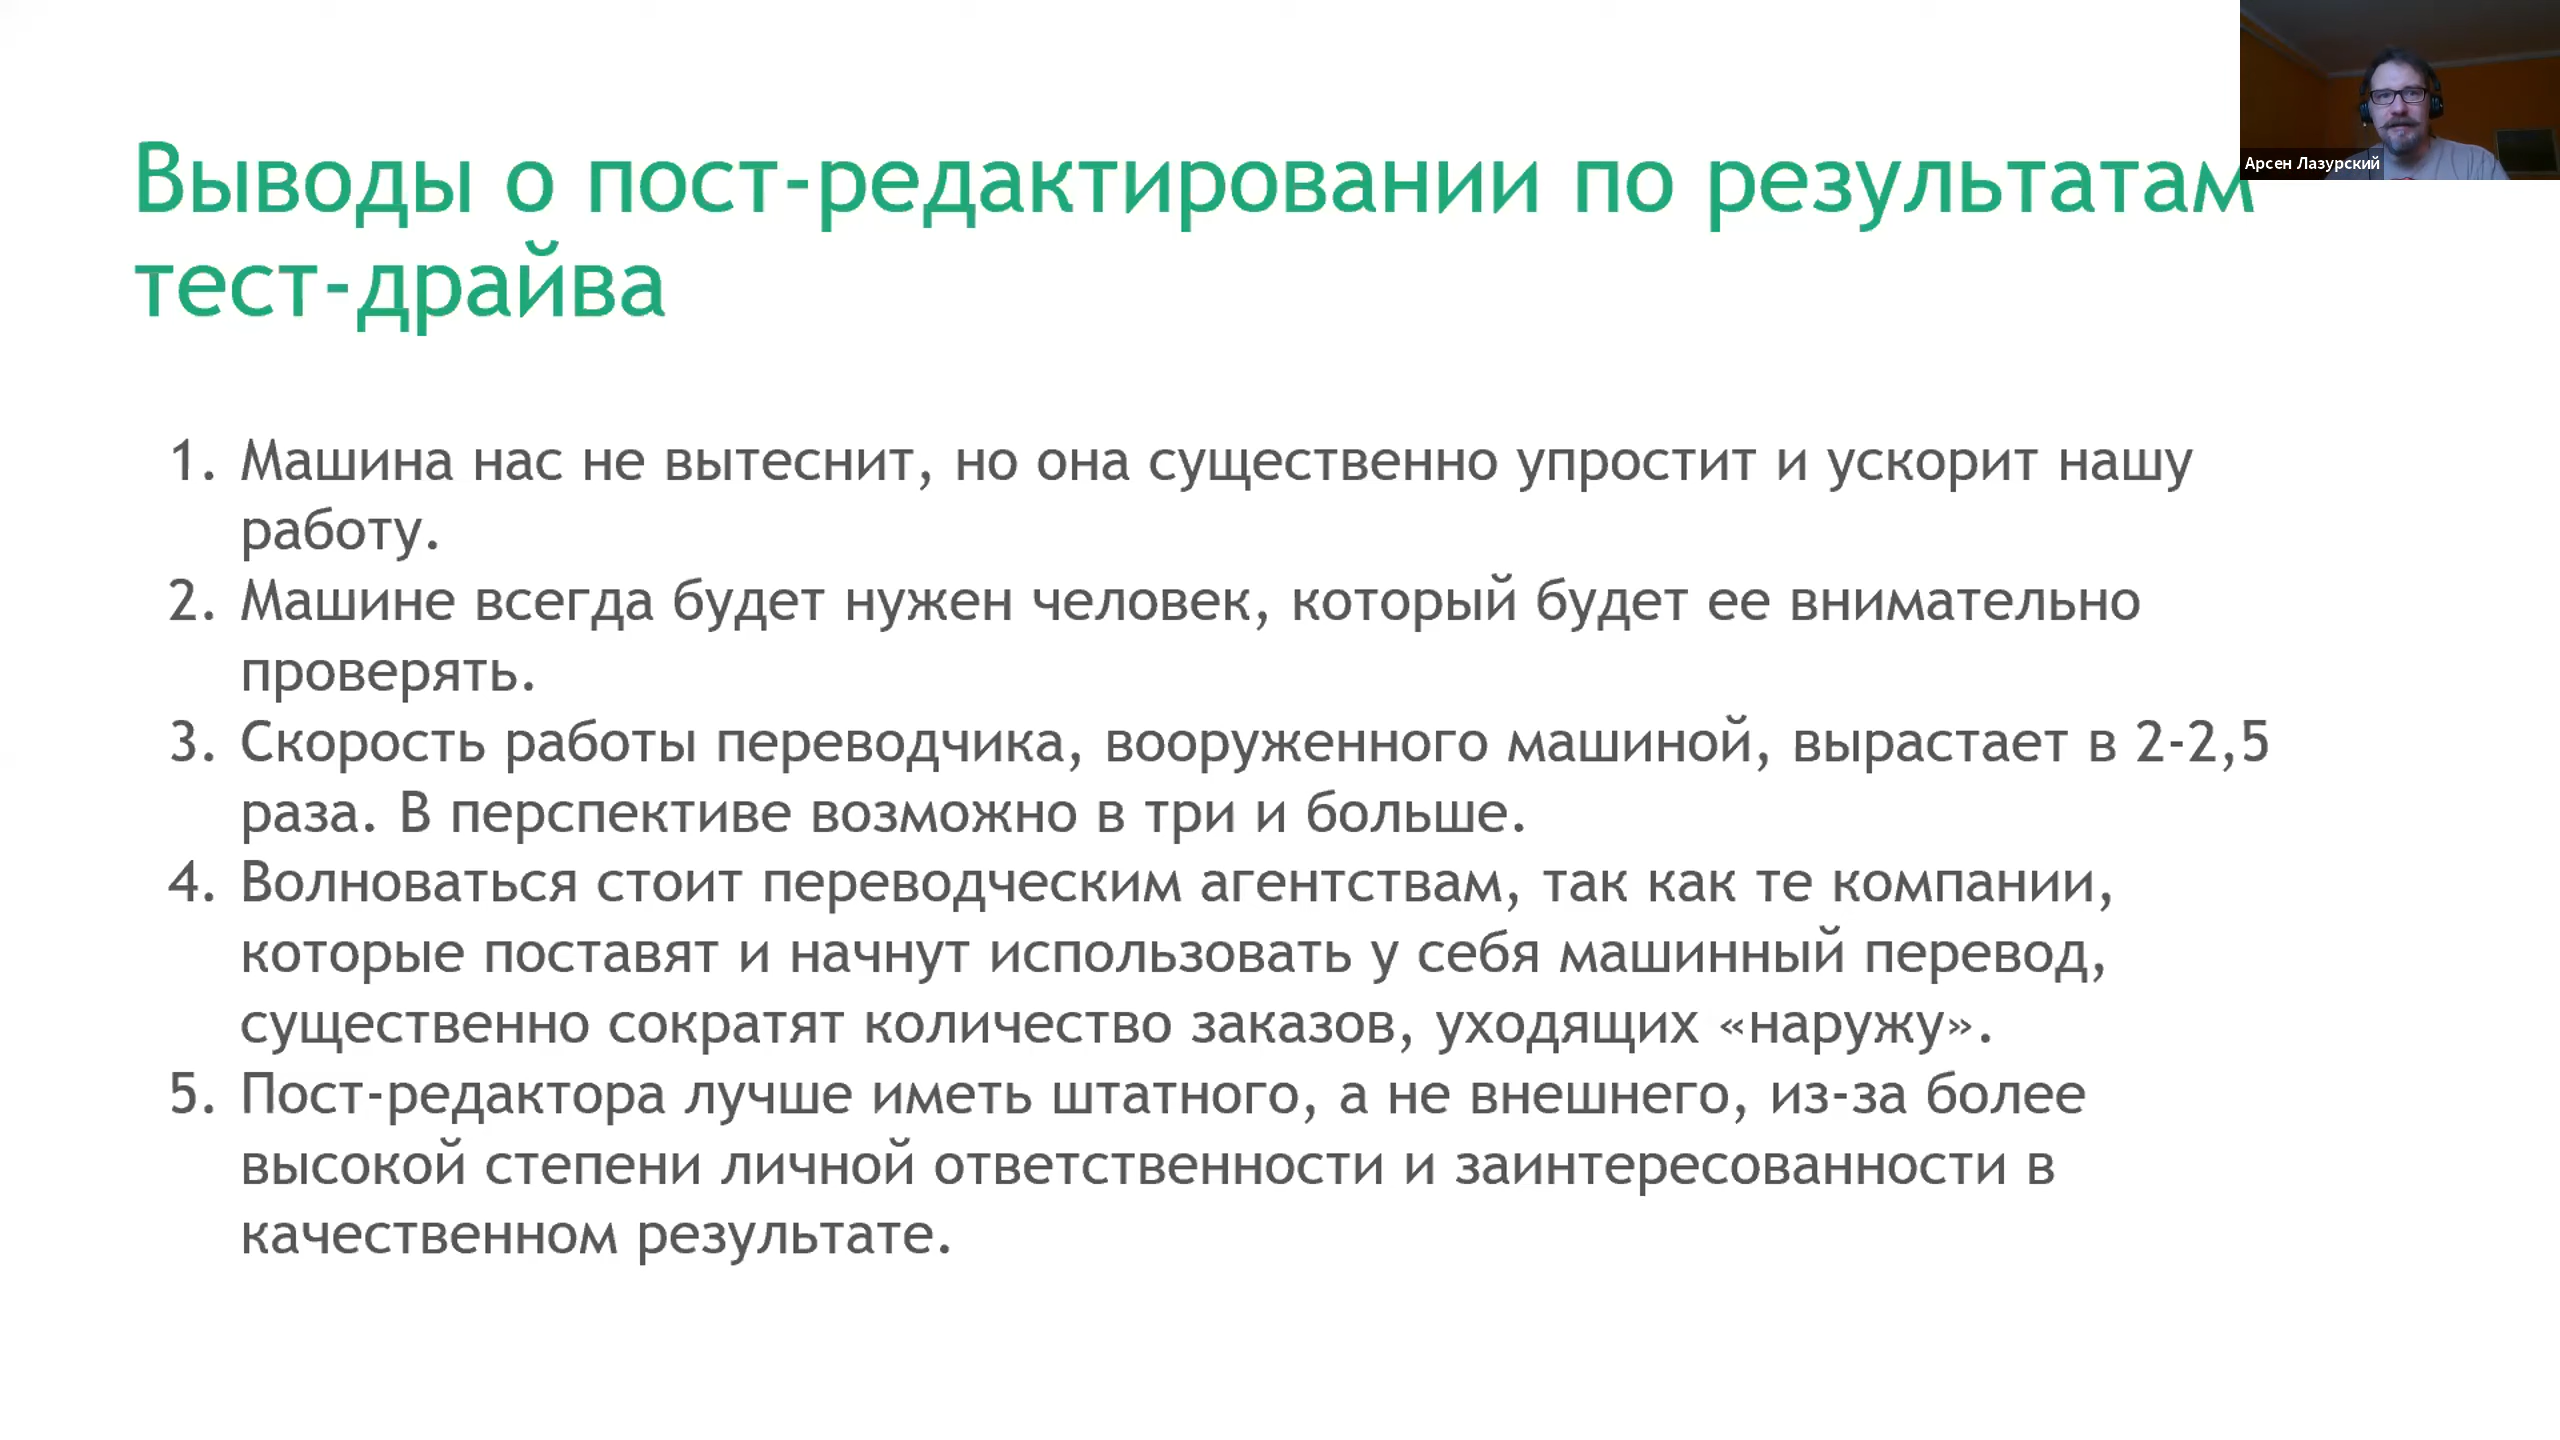 Выводы о пост-редактировании по результатам
тест-драйва
Арсен Лазурский
1. Машина нас не вытеснит, но она существенно упростит и ускорит нашу
работу.
2. Машине всегда будет нужен человек, который будет ее внимательно
проверять.
3. Скорость работы переводчика, вооруженного машиной, вырастает в 2-2,5
раза. В перспективе возможно в три и больше.
4. Волноваться стоит переводческим агентствам, так как те компании,
которые поставят и начнут использовать у себя машинный перевод,
существенно сократят количество заказов, уходящих «наружу».
5. Пост-редактора лучше иметь штатного, а не внешнего, из-за более
высокой степени личной ответственности и заинтересованности в
качественном результате.